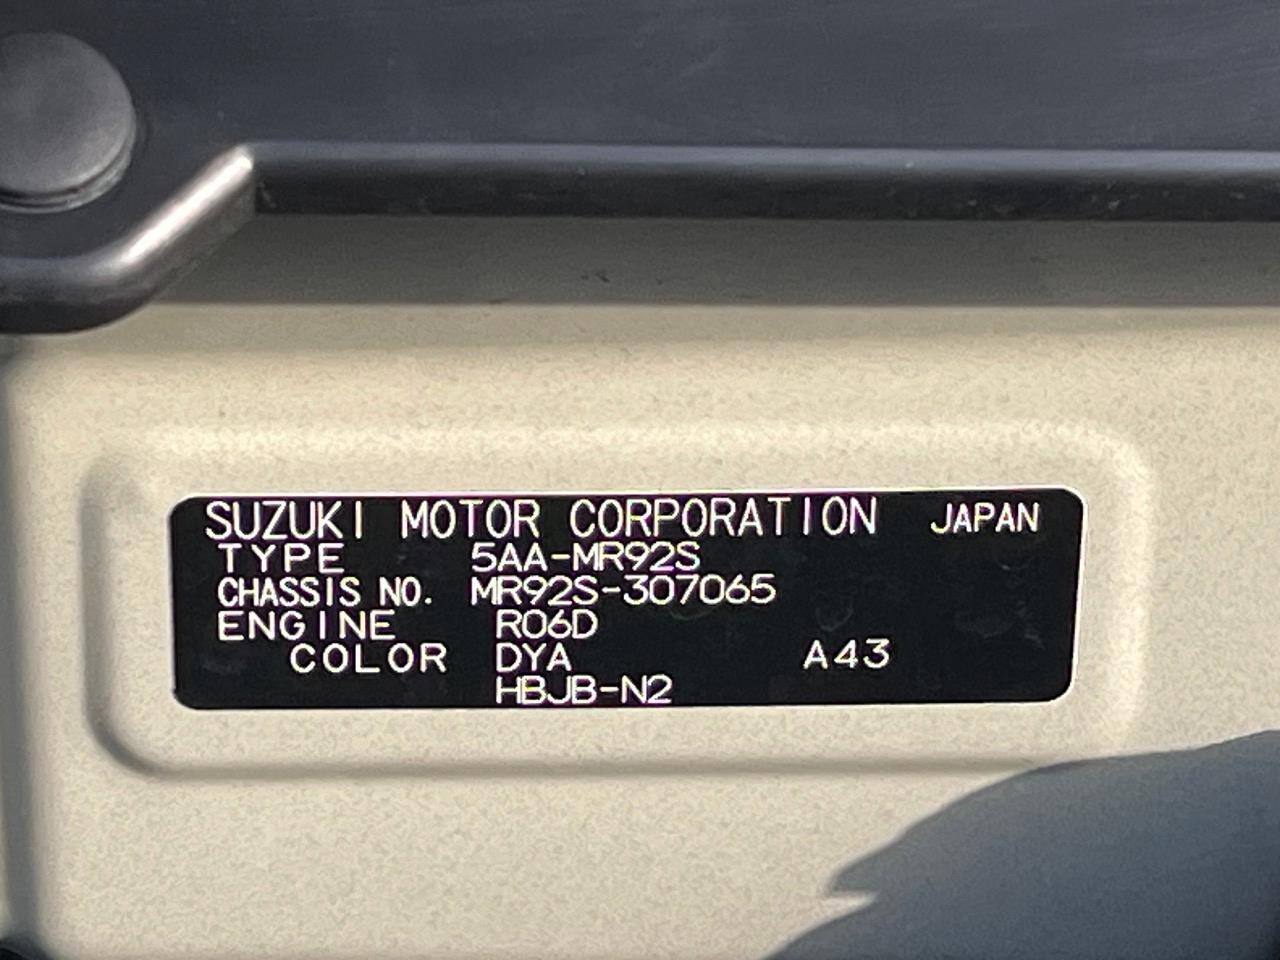 SUZUKI MOTOR CORPORATION JAPAN
TYPE 5AA-MR92S
CHASSIS NO. MR92S-307065
ENGINE R06D
COLOR DYA A43
HBJB-N2